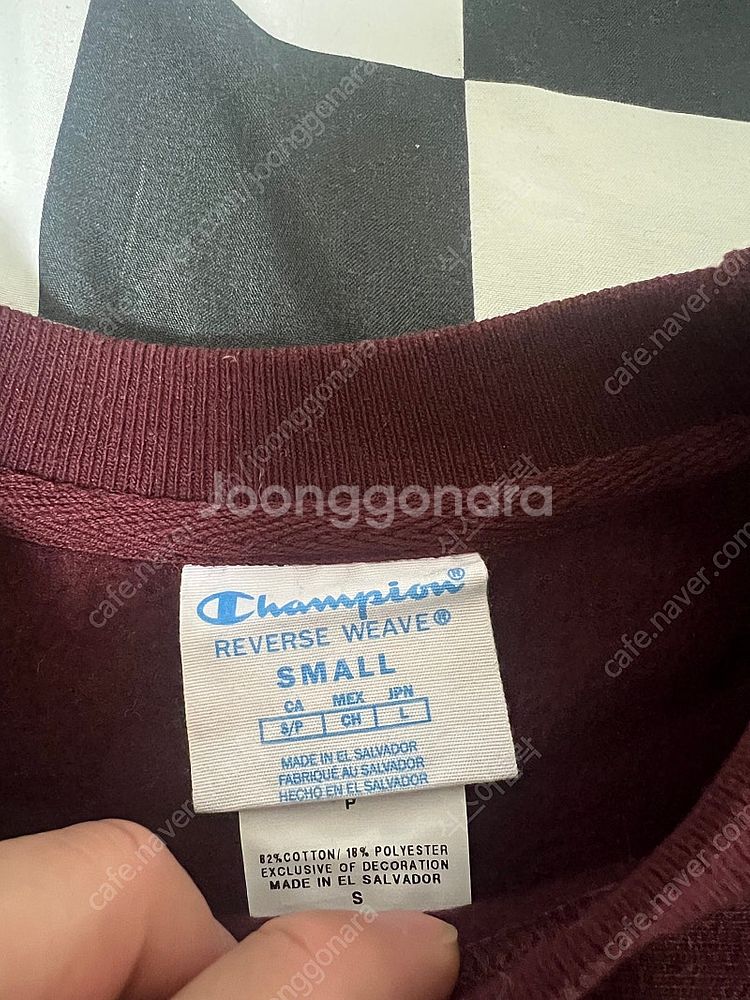 Joonggonara
Champion®
REVERSE WEAVE®
SMALL
CA MEX JPN
S/P CH L
MADE IN EL SALVADOR
FABRIQUÉ AU SALVADOR
HECHO EN EL SALVADOR
P
82%COTTON/ 18% POLYESTER
EXCLUSIVE OF DECORATION
MADE IN EL SALVADOR
S
cafe.naver.com/joonggonara